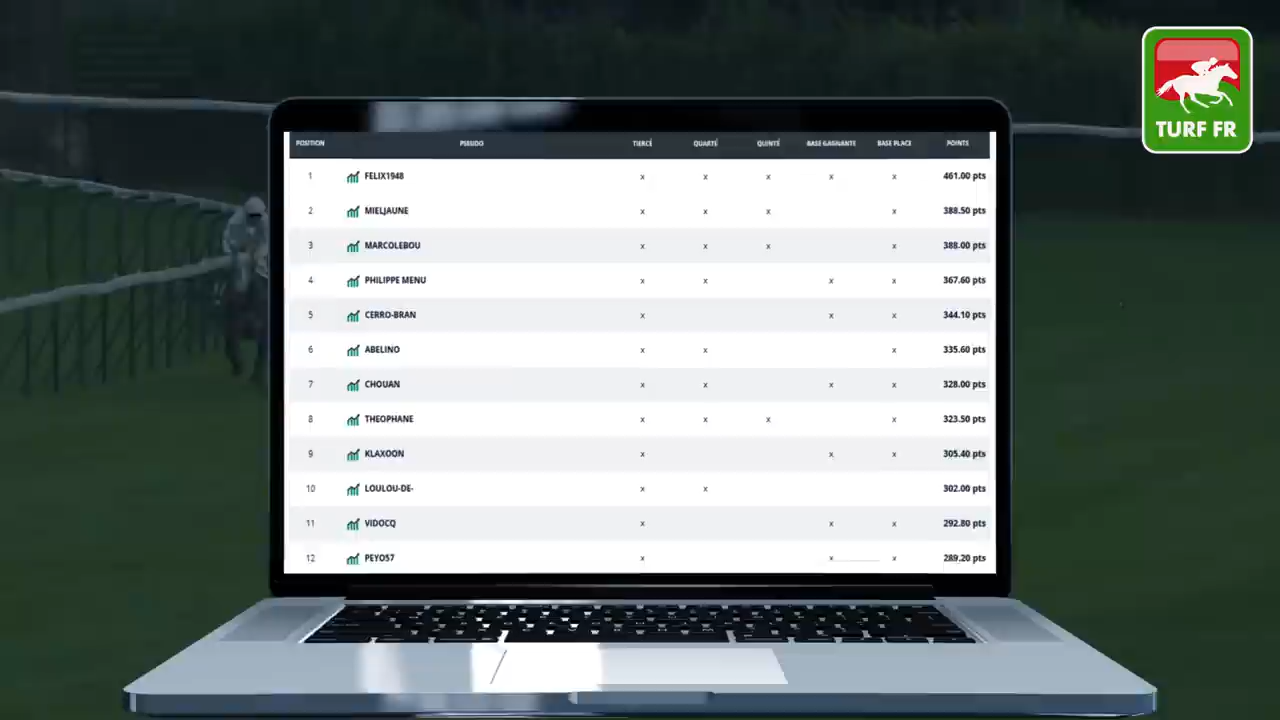 TURF FR
POSITION PSEUDO TIERCÉ QUARTÉ QUINTÉ BASE GAGNANTE BASE PLACE POINTS
1 FELIX1948 x x x x x 461.00 pts
2 MIELJAUNE x x x x 388.50 pts
3 MARCOLEBOU x x x x 388.00 pts
4 PHILIPPE MENU x x x x 367.60 pts
5 CERRO-BRAN x x x 344.10 pts
6 ABELINO x x x 335.60 pts
7 CHOUAN x x x x 328.00 pts
8 THEOPHANE x x x x 323.50 pts
9 KLAXOON x x x 305.40 pts
10 LOULOU-DE- x x 302.00 pts
11 VIDOCQ x x x 292.80 pts
12 PEYO57 x x x 289.20 pts